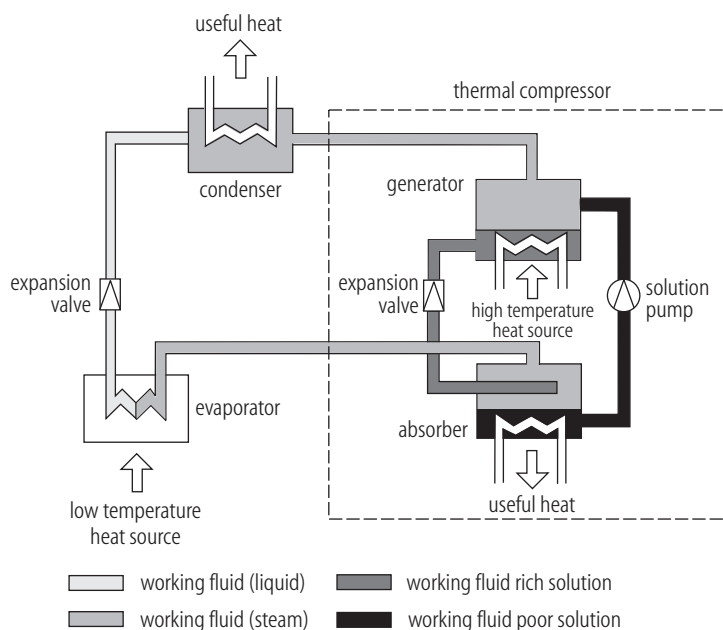 useful heat
thermal compressor
condenser
generator
expansion
valve
expansion
valve
high temperature
heat source
solution
pump
evaporator
absorber
low temperature
heat source
useful heat
working fluid (liquid)
working fluid rich solution
working fluid (steam)
working fluid poor solution